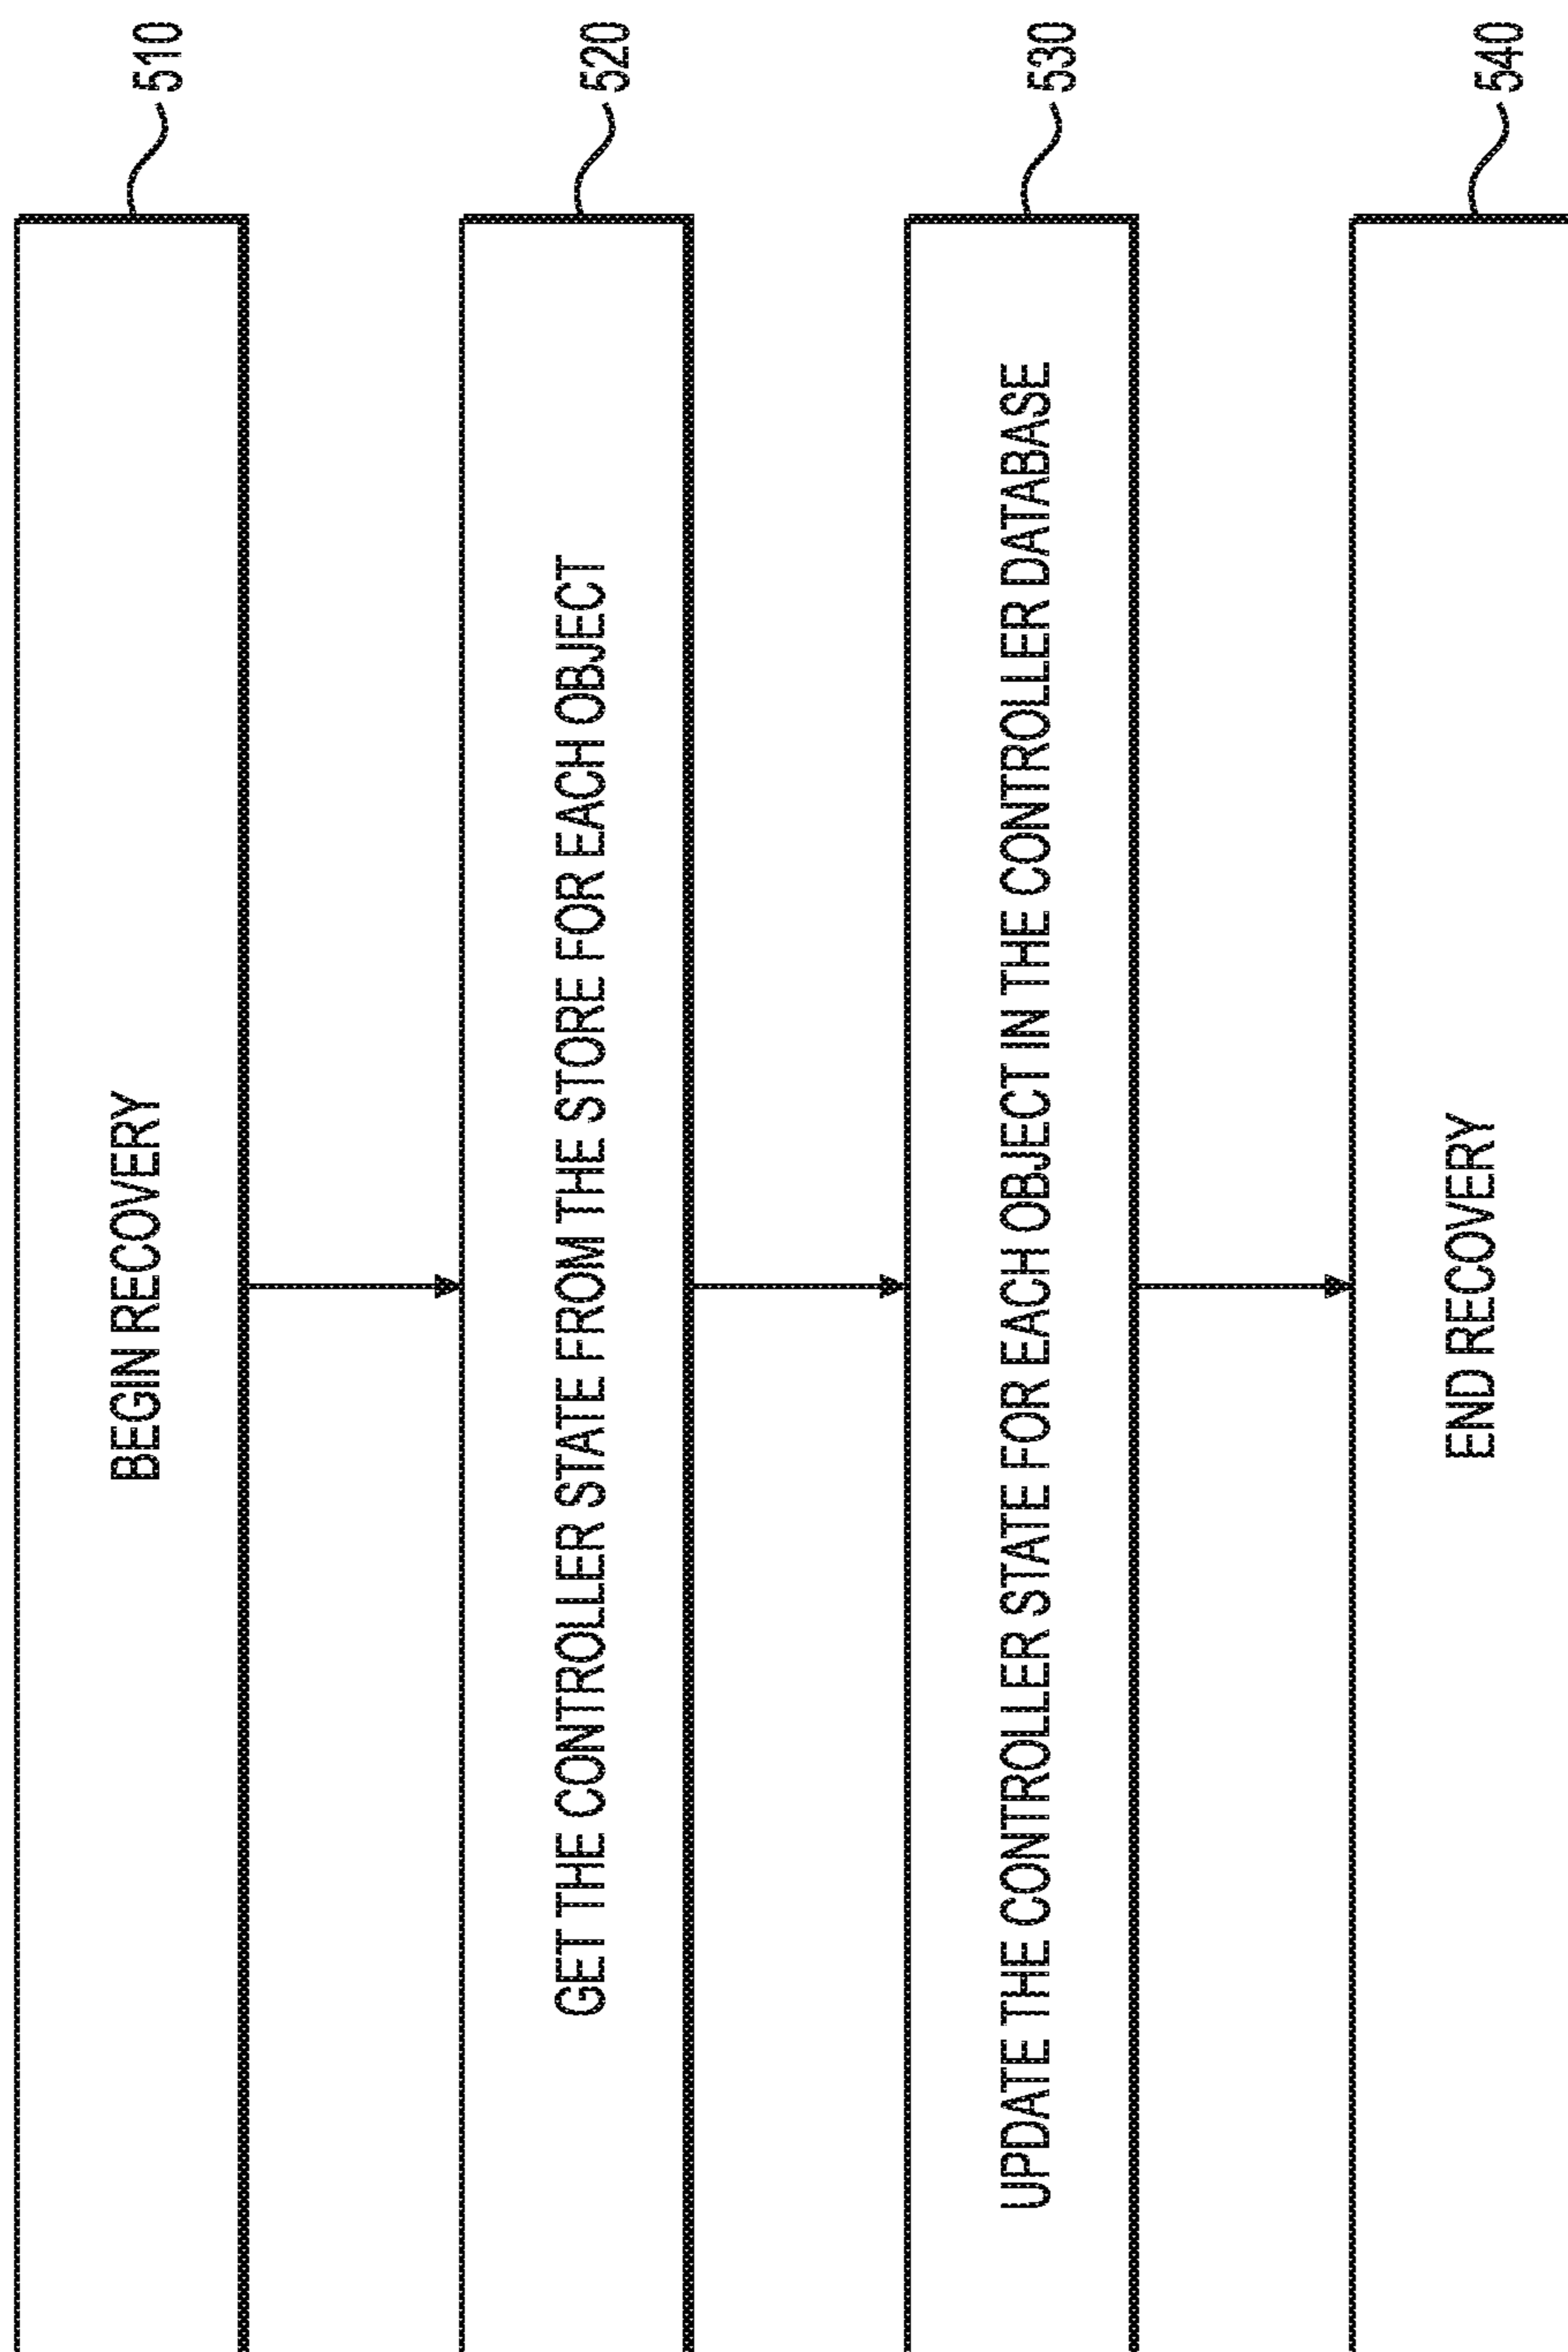 BEGIN RECOVERY
510
GET THE CONTROLLER STATE FROM THE STORE FOR EACH OBJECT
520
UPDATE THE CONTROLLER STATE FOR EACH OBJECT IN THE CONTROLLER DATABASE
530
END RECOVERY
540